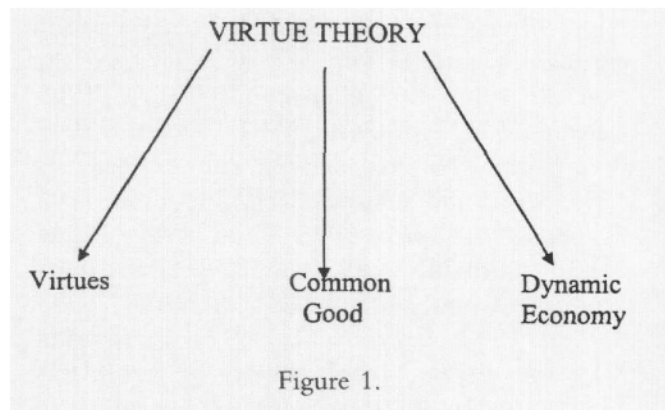 VIRTUE THEORY
Virtues
Common
Good
Dynamic
Economy
Figure 1.